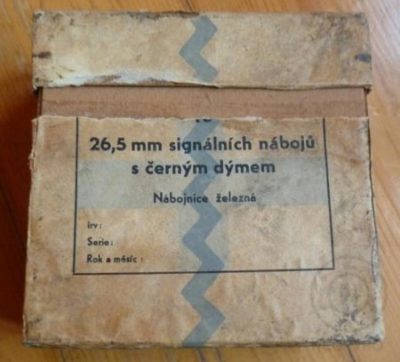 26,5 mm signálních nábojů
s černým dýmem
Nábojnice železná
Serie:
Rok a měsíc :